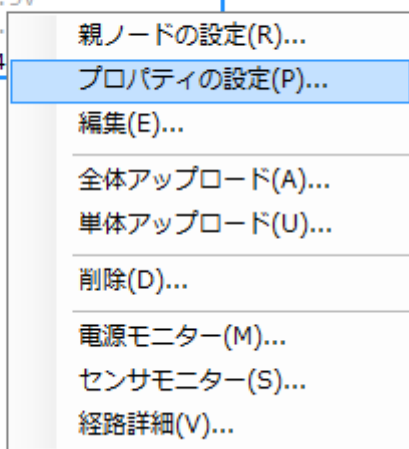 親ノードの設定(R)...
プロパティの設定(P)...
編集(E)...
全体アップロード(A)...
単体アップロード(U)...
削除(D)...
電源モニター(M)...
センサモニター(S)...
経路詳細(V)...